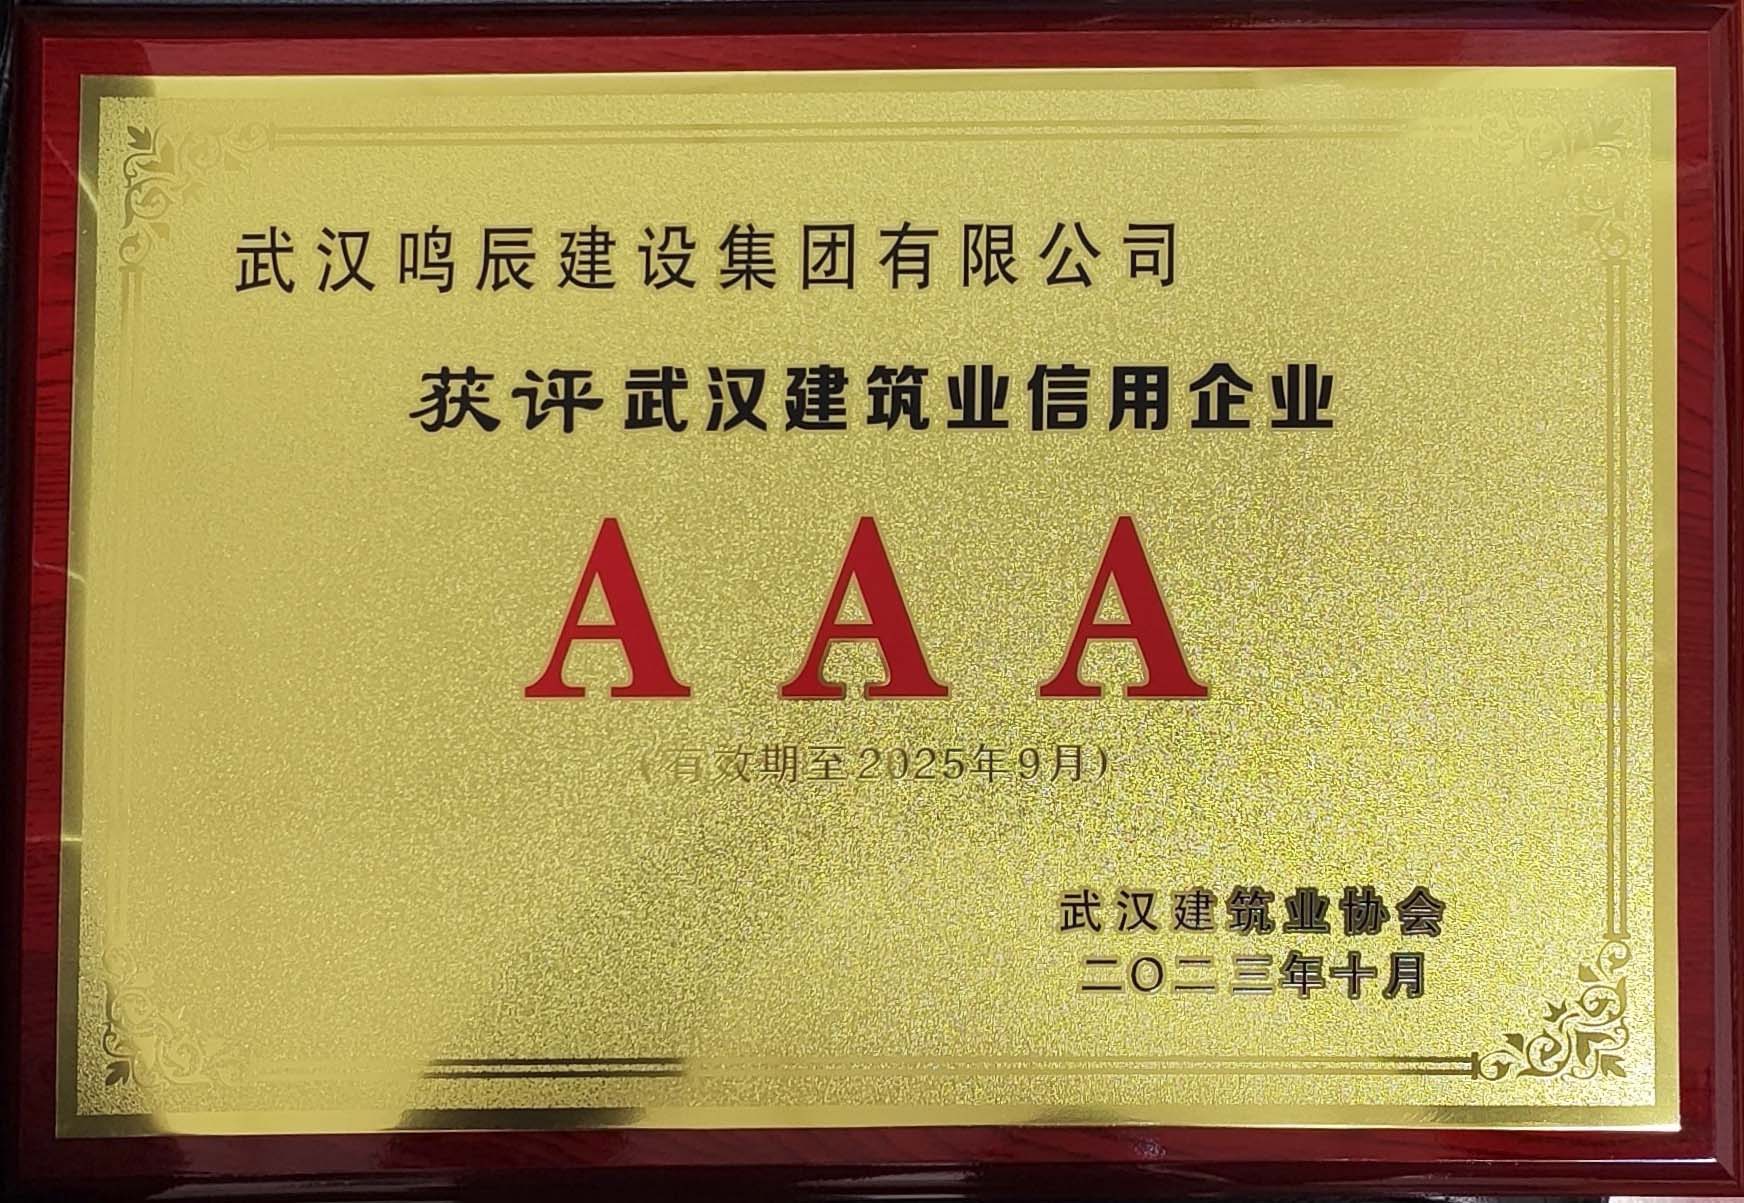 武汉鸣辰建设集团有限公司
获评武汉建筑业信用企业
AAA
(有效期至2025年9月)
武汉建筑业协会
二〇二三年十月